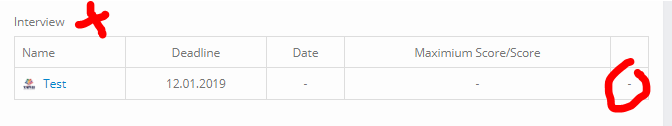 Interview
Name Deadline Date Maximium Score/Score
Test 12.01.2019 - - -